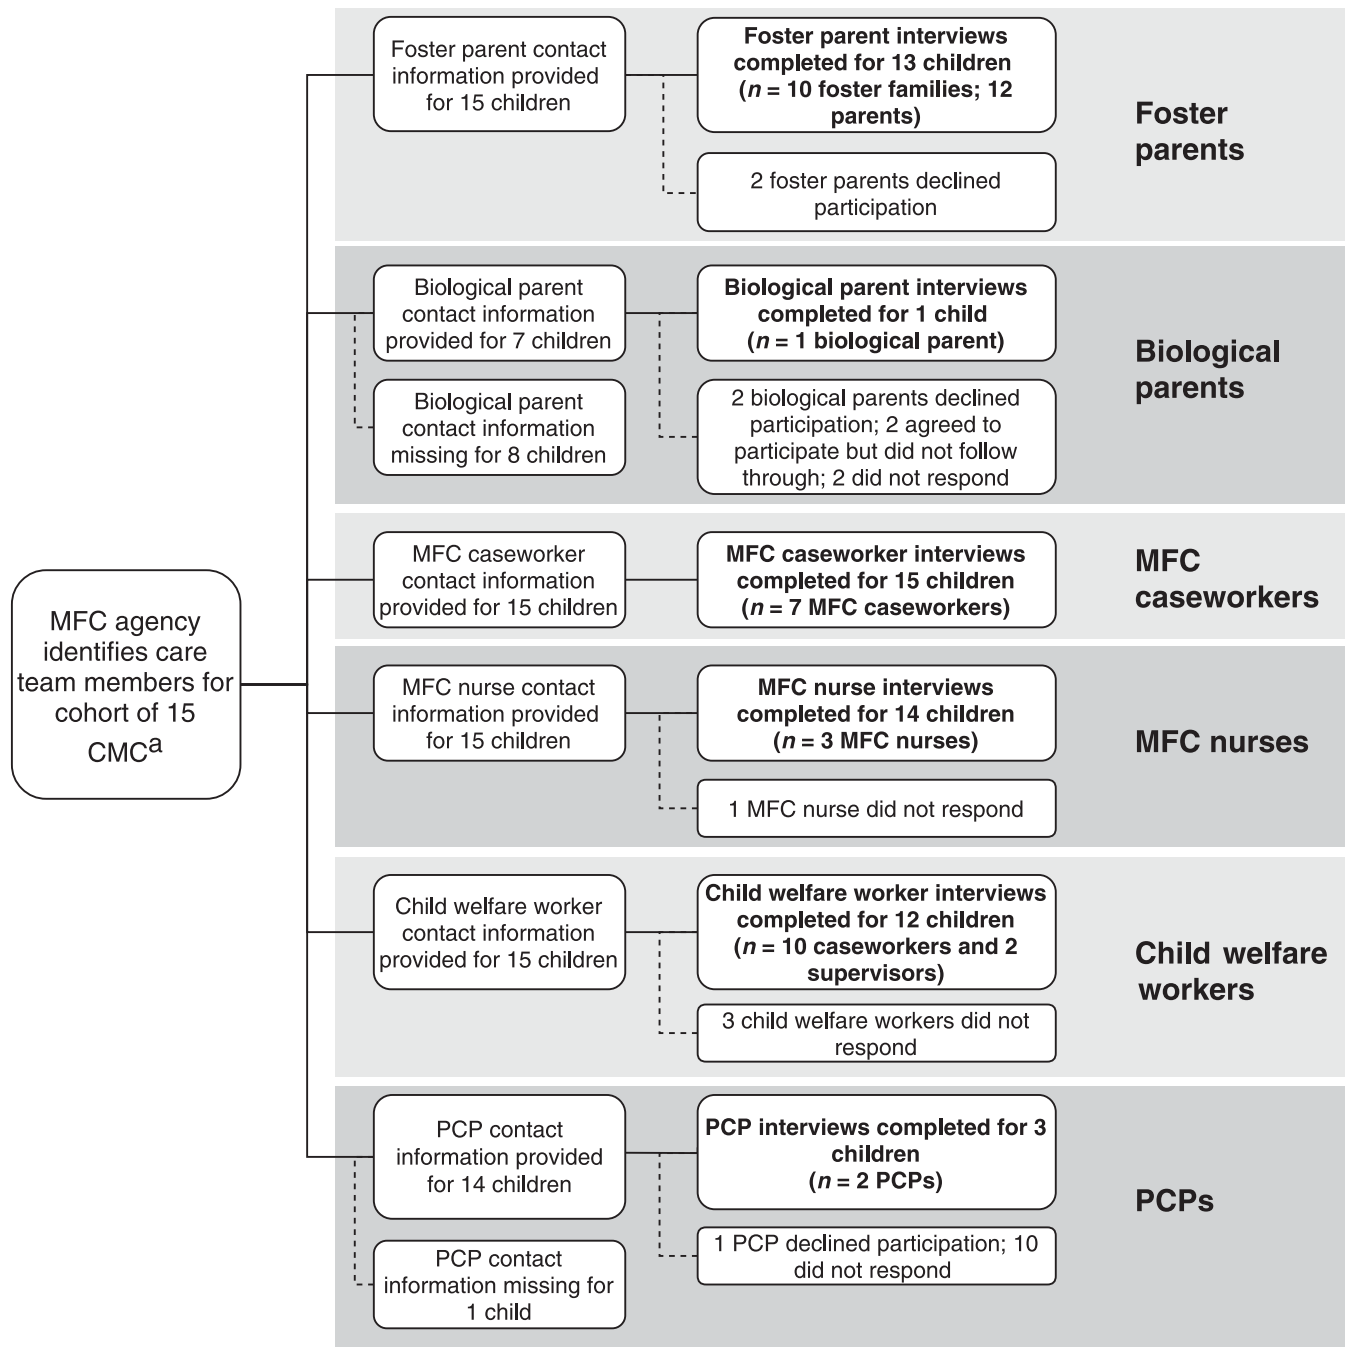 MFC agency
identifies care
team members for
cohort of 15
CMCa
Foster parent contact
information provided
for 15 children
Foster parent interviews
completed for 13 children
(n = 10 foster families; 12
parents)
2 foster parents declined
participation
Foster
parents
Biological parent
contact information
provided for 7 children
Biological parent
contact information
missing for 8 children
Biological parent interviews
completed for 1 child
(n = 1 biological parent)
2 biological parents declined
participation; 2 agreed to
participate but did not follow
through; 2 did not respond
Biological
parents
MFC caseworker
contact information
provided for 15 children
MFC caseworker interviews
completed for 15 children
(n = 7 MFC caseworkers)
MFC
caseworkers
MFC nurse contact
information provided
for 15 children
MFC nurse interviews
completed for 14 children
(n = 3 MFC nurses)
1 MFC nurse did not respond
MFC nurses
Child welfare worker
contact information
provided for 15 children
Child welfare worker interviews
completed for 12 children
(n = 10 caseworkers and 2
supervisors)
3 child welfare workers did not
respond
Child welfare
workers
PCP contact
information provided
for 14 children
PCP contact
information missing for
1 child
PCP interviews completed for 3
children
(n = 2 PCPs)
1 PCP declined participation; 10
did not respond
PCPs